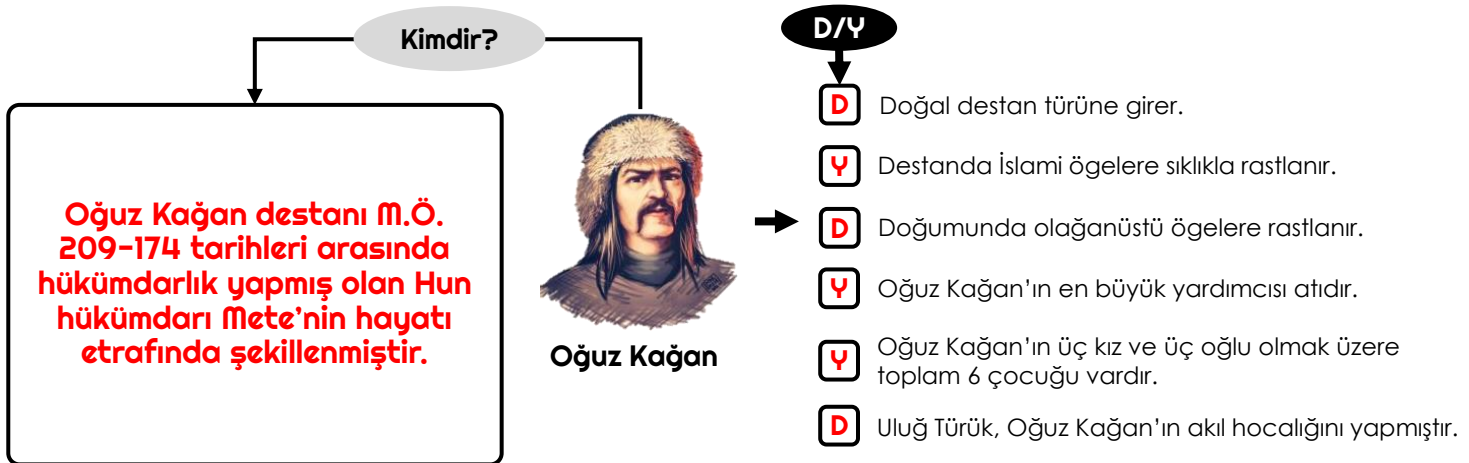 Kimdir?
Oğuz Kağan destanı M.Ö.
209-174 tarihleri arasında
hükümdarlık yapmış olan Hun
hükümdarı Mete'nin hayatı
etrafında şekillenmiştir.
Oğuz Kağan
D/Y
D Doğal destan türüne girer.
Y Destanda İslami ögelere sıklıkla rastlanır.
D Doğumunda olağanüstü ögelere rastlanır.
Y Oğuz Kağan'ın en büyük yardımcısı atıdır.
Y Oğuz Kağan'ın üç kız ve üç oğlu olmak üzere
toplam 6 çocuğu vardır.
D Uluğ Türük, Oğuz Kağan'ın akıl hocalığını yapmıştır.